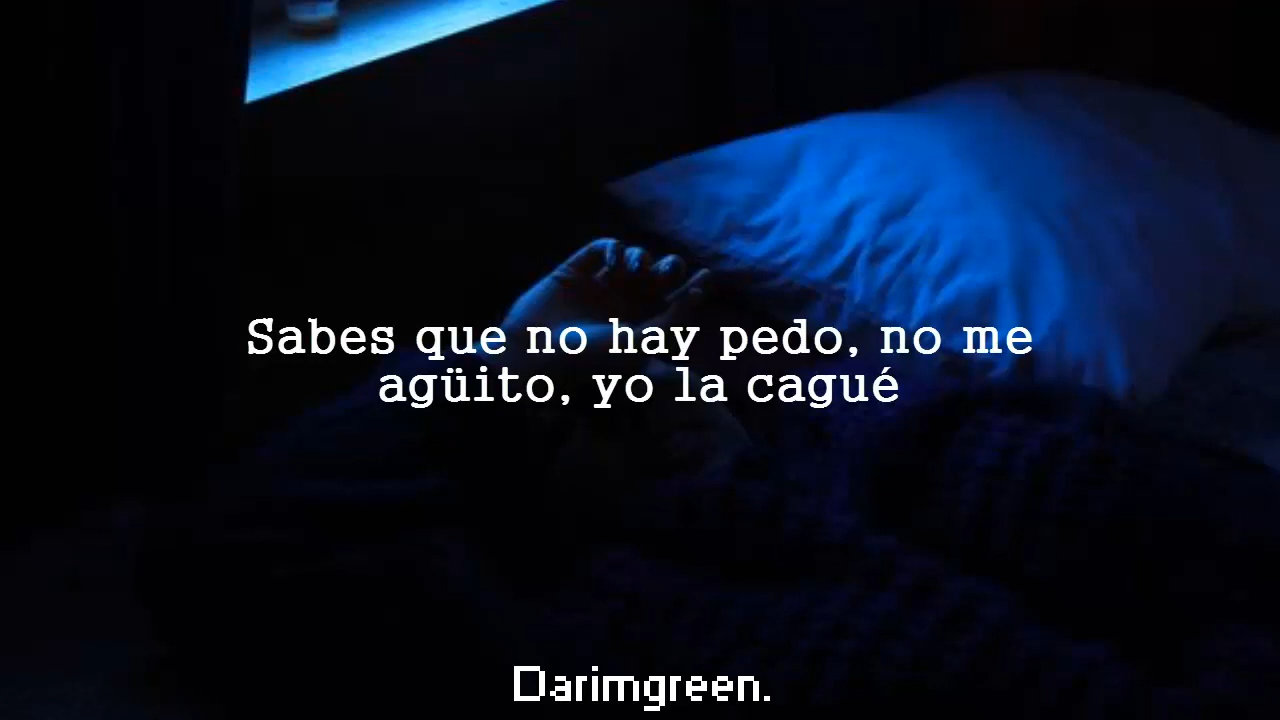 Sabes que no hay pedo, no me
agüito, yo la cagué
Darimgreen.